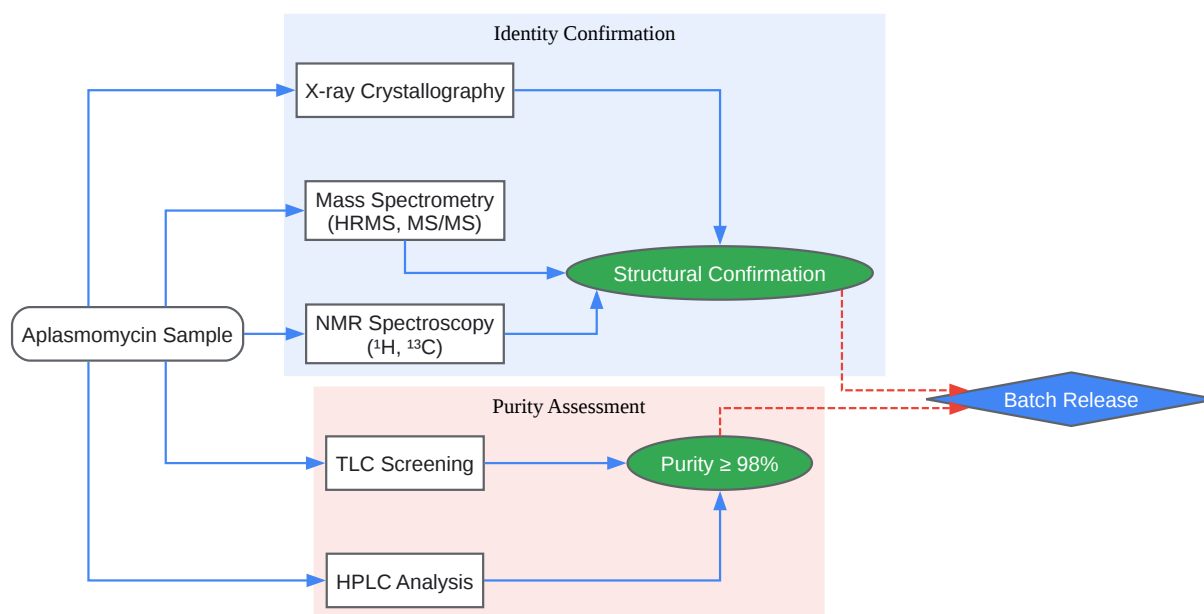 Identity Confirmation
X-ray Crystallography
Mass Spectrometry
(HRMS, MS/MS)
Structural Confirmation
NMR Spectroscopy
(¹H, ¹³C)
Aplasmomycin Sample
Batch Release
Purity Assessment
TLC Screening
Purity ≥ 98%
HPLC Analysis